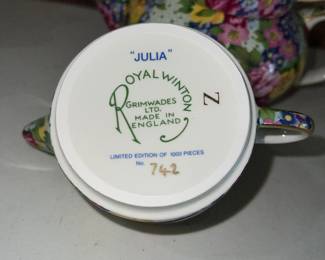 "JULIA"
ROYAL WINTON
GRIMWADES
LTD.
MADE IN
ENGLAND
Z
LIMITED EDITION OF 1000 PIECES
No. 742